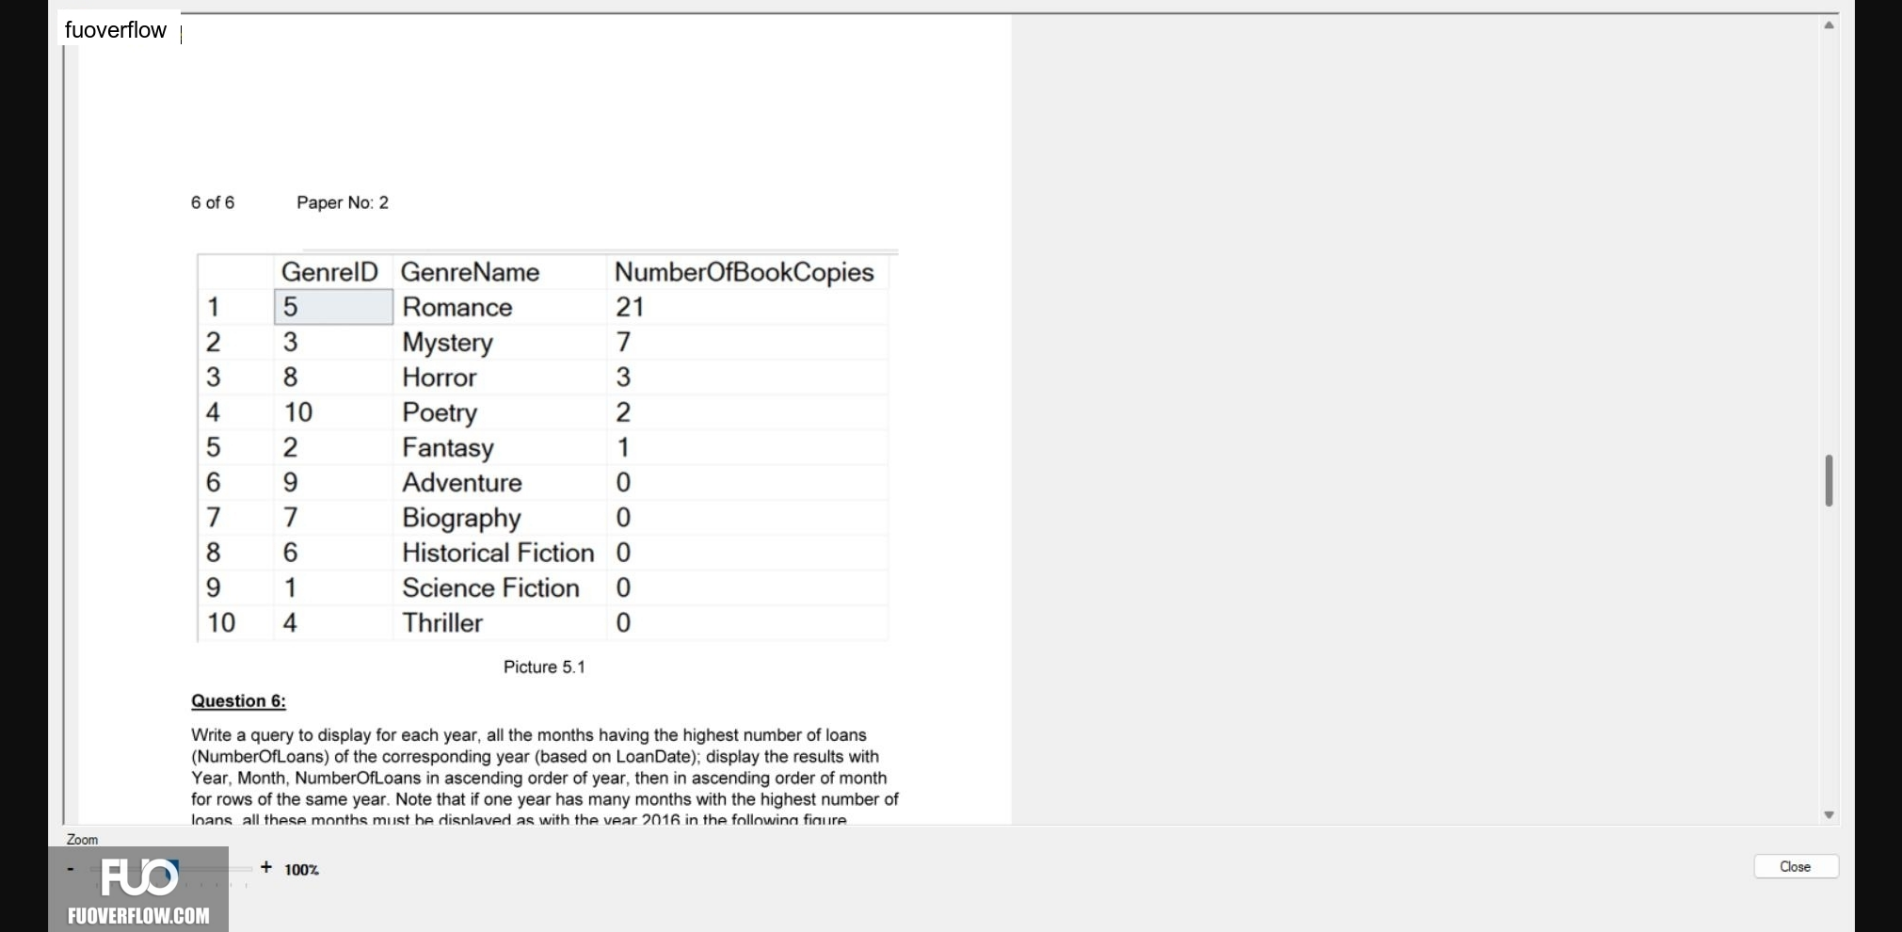 fuoverflow
6 of 6 Paper No: 2
GenreID GenreName NumberOfBookCopies
1 5 Romance 21
2 3 Mystery 7
3 8 Horror 3
4 10 Poetry 2
5 2 Fantasy 1
6 9 Adventure 0
7 7 Biography 0
8 6 Historical Fiction 0
9 1 Science Fiction 0
10 4 Thriller 0
Picture 5.1
Question 6:
Write a query to display for each year, all the months having the highest number of loans
(NumberOfLoans) of the corresponding year (based on LoanDate); display the results with
Year, Month, NumberOfLoans in ascending order of year, then in ascending order of month
for rows of the same year. Note that if one year has many months with the highest number of
loans, all these months must be displayed as with the year 2016 in the following figure
Zoom
- + 100%
Close
FUO
FUOVERFLOW.COM